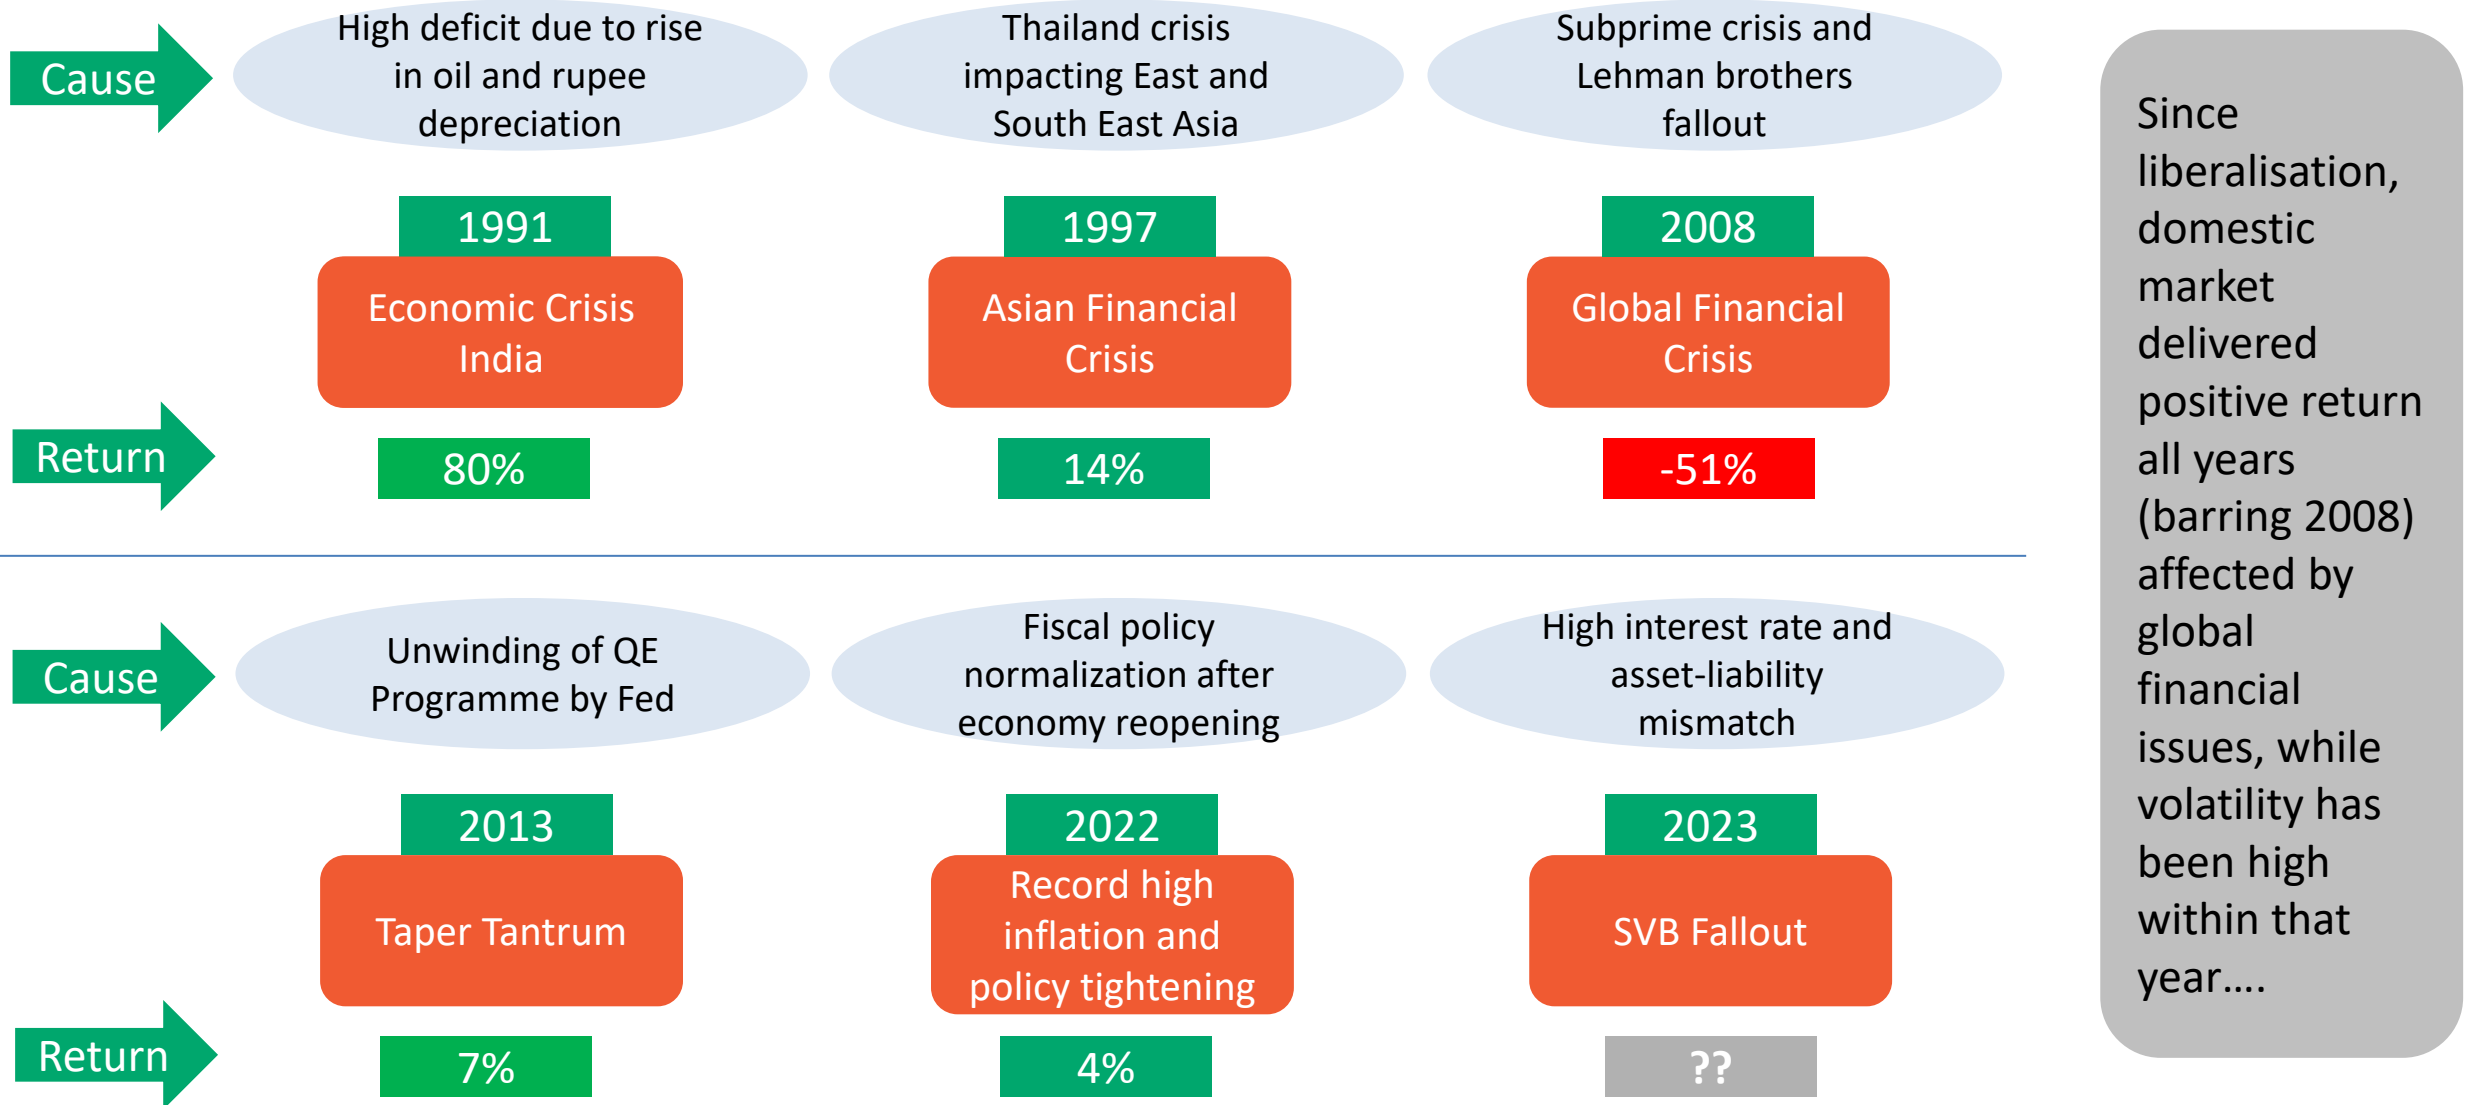 Cause
High deficit due to rise
in oil and rupee
depreciation
Thailand crisis
impacting East and
South East Asia
Subprime crisis and
Lehman brothers
fallout
1991
Economic Crisis
India
1997
Asian Financial
Crisis
2008
Global Financial
Crisis
Return
80%
14%
-51%
Cause
Unwinding of QE
Programme by Fed
Fiscal policy
normalization after
economy reopening
High interest rate and
asset-liability
mismatch
2013
Taper Tantrum
2022
Record high
inflation and
policy tightening
2023
SVB Fallout
Return
7%
4%
??
Since
liberalisation,
domestic
market
delivered
positive return
all years
(barring 2008)
affected by
global
financial
issues, while
volatility has
been high
within that
year....